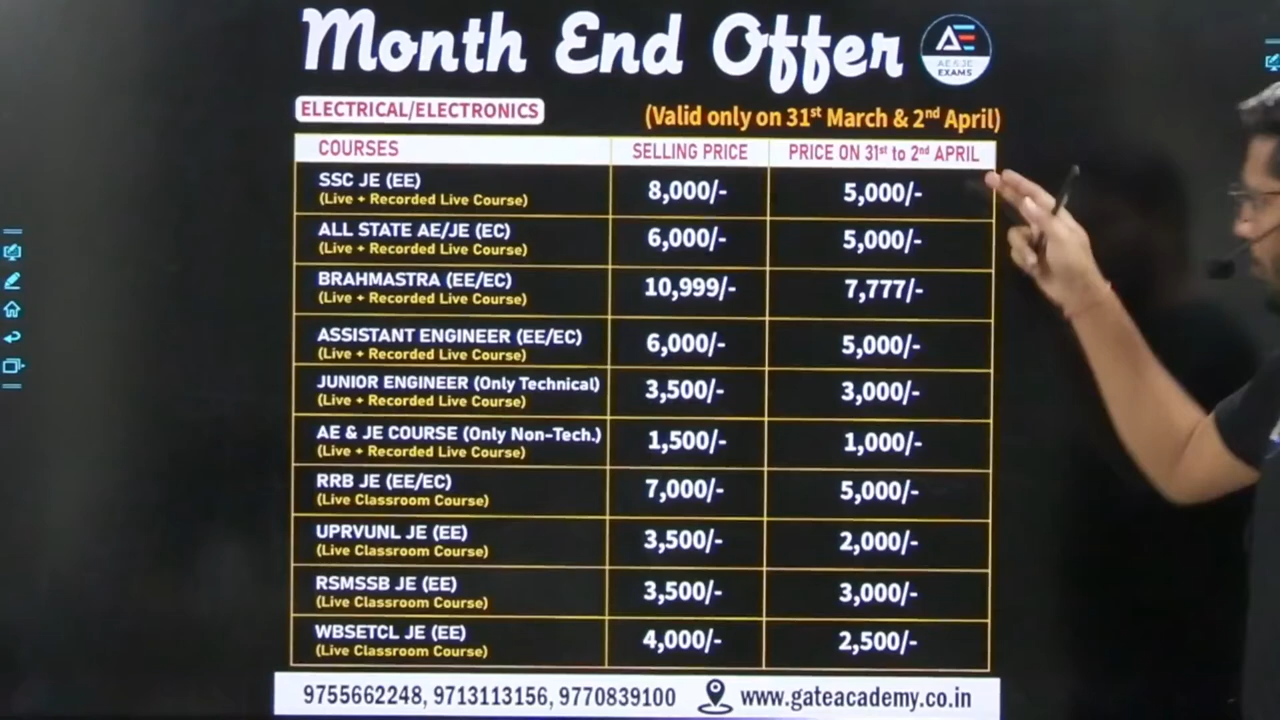 Month End Offer
AE
AE & JE
EXAMS
ELECTRICAL/ELECTRONICS
(Valid only on 31st March & 2nd April)
COURSES SELLING PRICE PRICE ON 31st to 2nd APRIL
SSC JE (EE)
(Live + Recorded Live Course)
8,000/- 5,000/-
ALL STATE AE/JE (EC)
(Live + Recorded Live Course)
6,000/- 5,000/-
BRAHMASTRA (EE/EC)
(Live + Recorded Live Course)
10,999/- 7,777/-
ASSISTANT ENGINEER (EE/EC)
(Live + Recorded Live Course)
6,000/- 5,000/-
JUNIOR ENGINEER (Only Technical)
(Live + Recorded Live Course)
3,500/- 3,000/-
AE & JE COURSE (Only Non-Tech.)
(Live + Recorded Live Course)
1,500/- 1,000/-
RRB JE (EE/EC)
(Live Classroom Course)
7,000/- 5,000/-
UPRVUNL JE (EE)
(Live Classroom Course)
3,500/- 2,000/-
RSMSSB JE (EE)
(Live Classroom Course)
3,500/- 3,000/-
WBSETCL JE (EE)
(Live Classroom Course)
4,000/- 2,500/-
9755662248, 9713113156, 9770839100 www.gateacademy.co.in